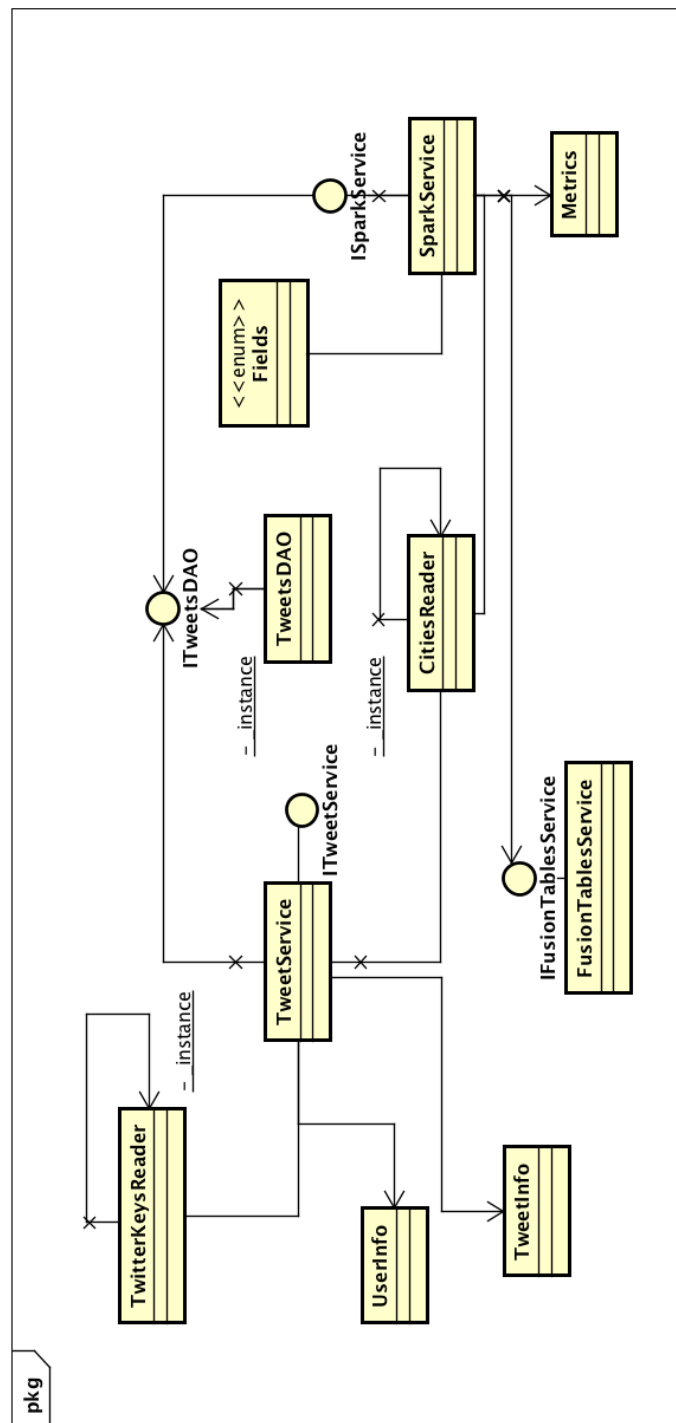 pkg
TwitterKeysReader
- _instance
UserInfo
TweetInfo
TweetService
ITweetService
ITweetsDAO
- _instance
TweetsDAO
- _instance
CitiesReader
IFusionTablesService
FusionTablesService
<<enum>>
Fields
ISparkService
SparkService
Metrics